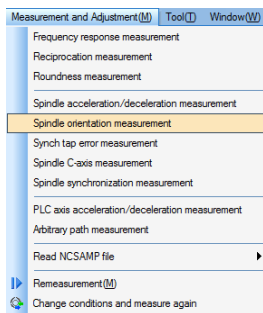 Measurement and Adjustment(M) Tool(T) Window(W)
Frequency response measurement
Reciprocation measurement
Roundness measurement
Spindle acceleration/deceleration measurement
Spindle orientation measurement
Synch tap error measurement
Spindle C-axis measurement
Spindle synchronization measurement
PLC axis acceleration/deceleration measurement
Arbitrary path measurement
Read NCSAMP file
Remeasurement(M)
Change conditions and measure again